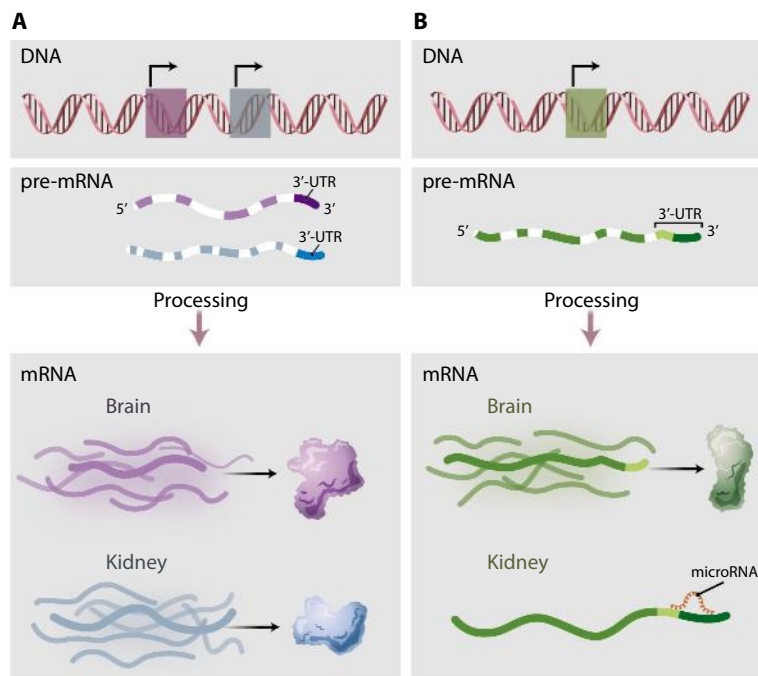 A
DNA
pre-mRNA
3′-UTR
5′
3′
3′-UTR
Processing
mRNA
Brain
Kidney
B
DNA
pre-mRNA
3′-UTR
5′
3′
Processing
mRNA
Brain
Kidney
microRNA